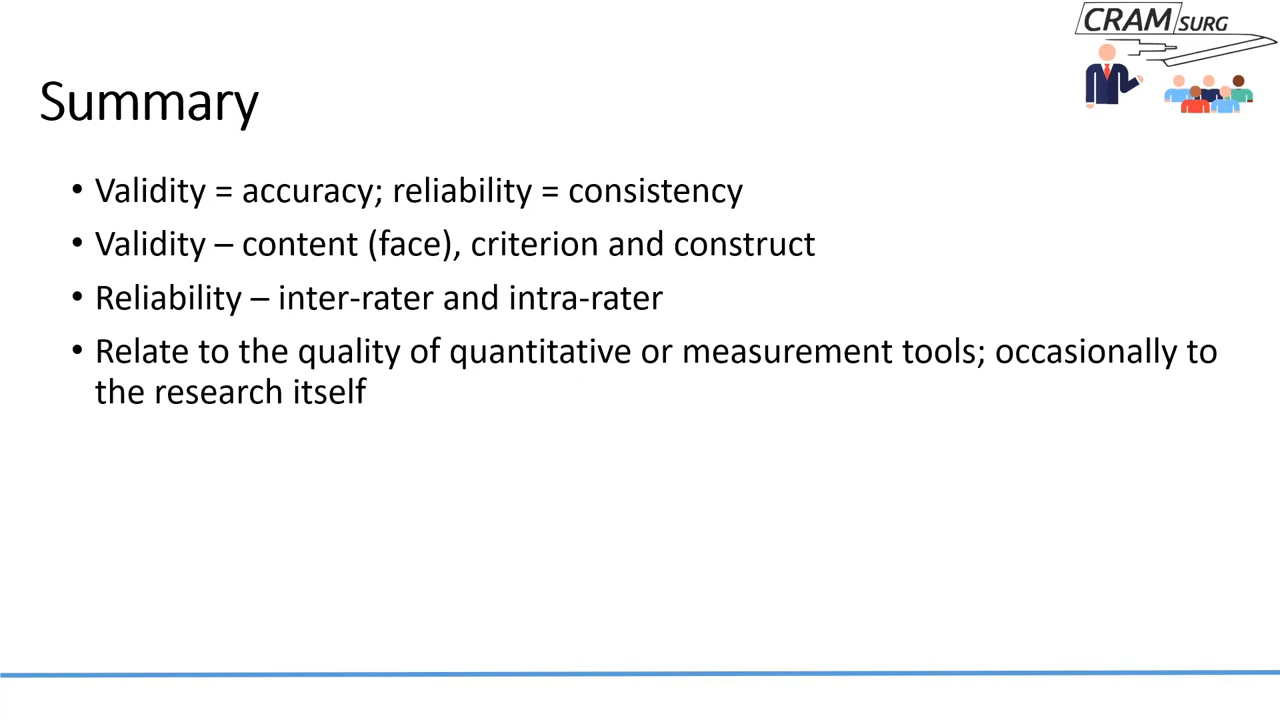 CRAM SURG
Summary
• Validity = accuracy; reliability = consistency
• Validity – content (face), criterion and construct
• Reliability – inter-rater and intra-rater
• Relate to the quality of quantitative or measurement tools; occasionally to
the research itself